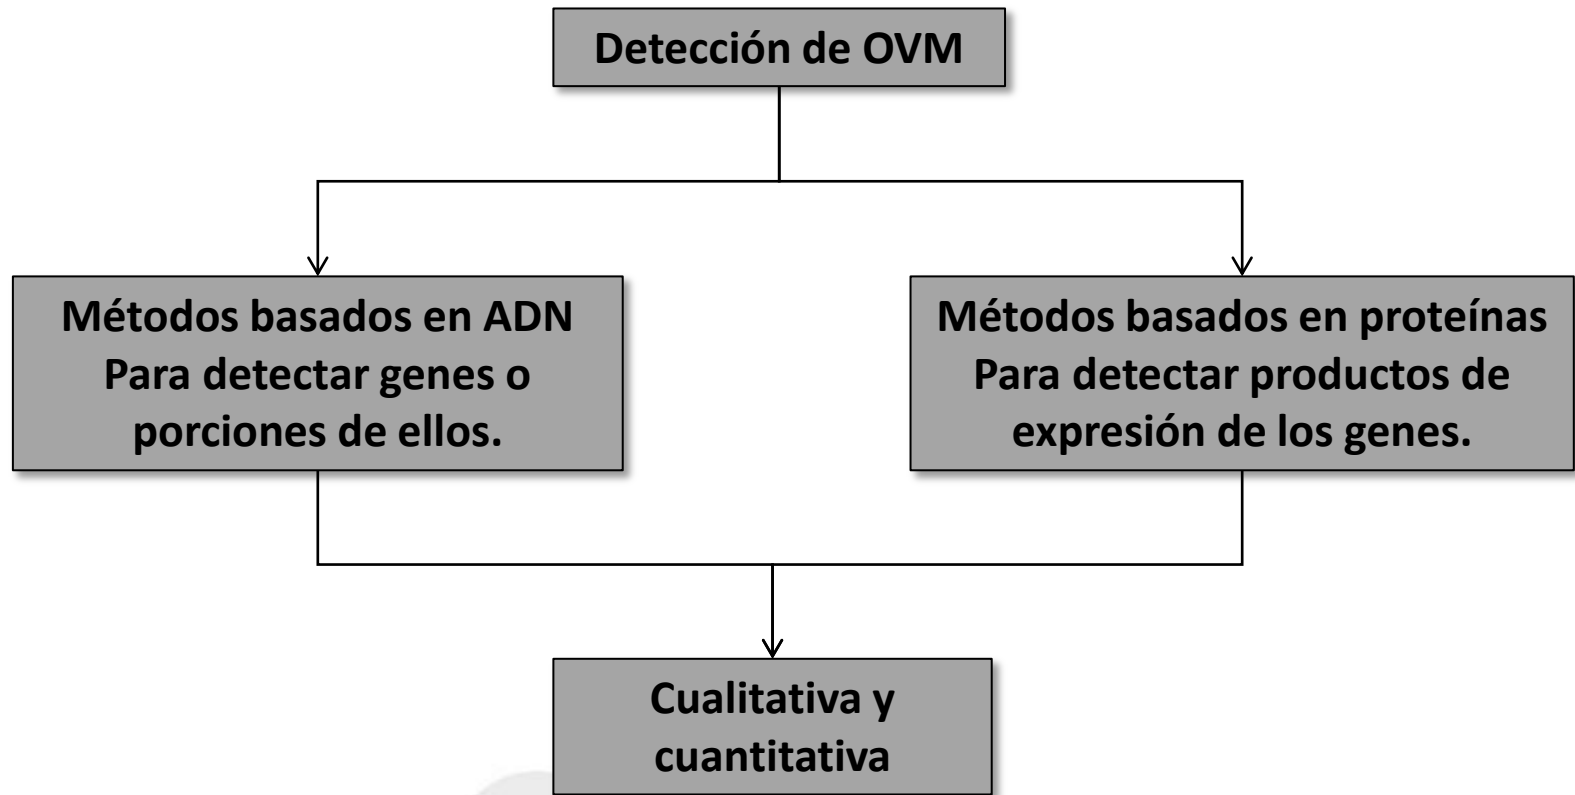 Detección de OVM
Métodos basados en ADN
Para detectar genes o
porciones de ellos.
Métodos basados en proteínas
Para detectar productos de
expresión de los genes.
Cualitativa y
cuantitativa